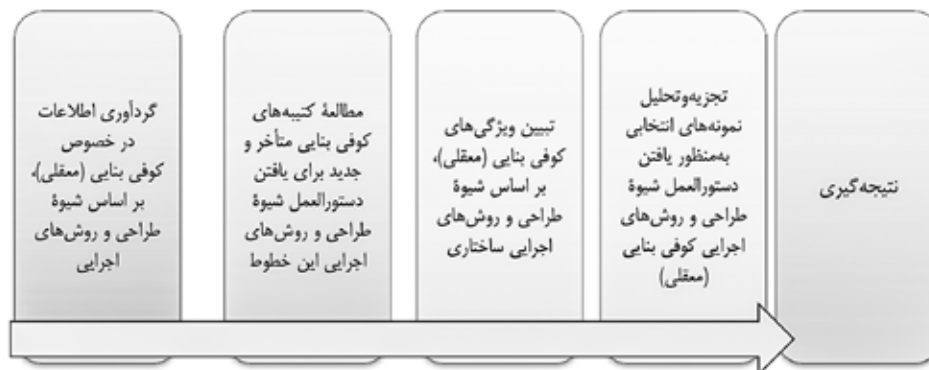 گردآوری اطلاعات
در خصوص
کوفی بنایی (معقلی)،
بر اساس شیوۀ
طراحی و روش‌های
اجرایی
مطالعۀ کتیبه‌های
کوفی بنایی متأخر و
جدید برای یافتن
دستورالعمل شیوۀ
طراحی و روش‌های
اجرایی این خطوط
تبیین ویژگی‌های
کوفی بنایی (معقلی)،
بر اساس شیوۀ
طراحی و روش‌های
اجرایی ساختاری
تجزیه‌وتحلیل
نمونه‌های انتخابی
به‌منظور یافتن
دستورالعمل شیوۀ
طراحی و روش‌های
اجرایی کوفی بنایی
(معقلی)
نتیجه‌گیری